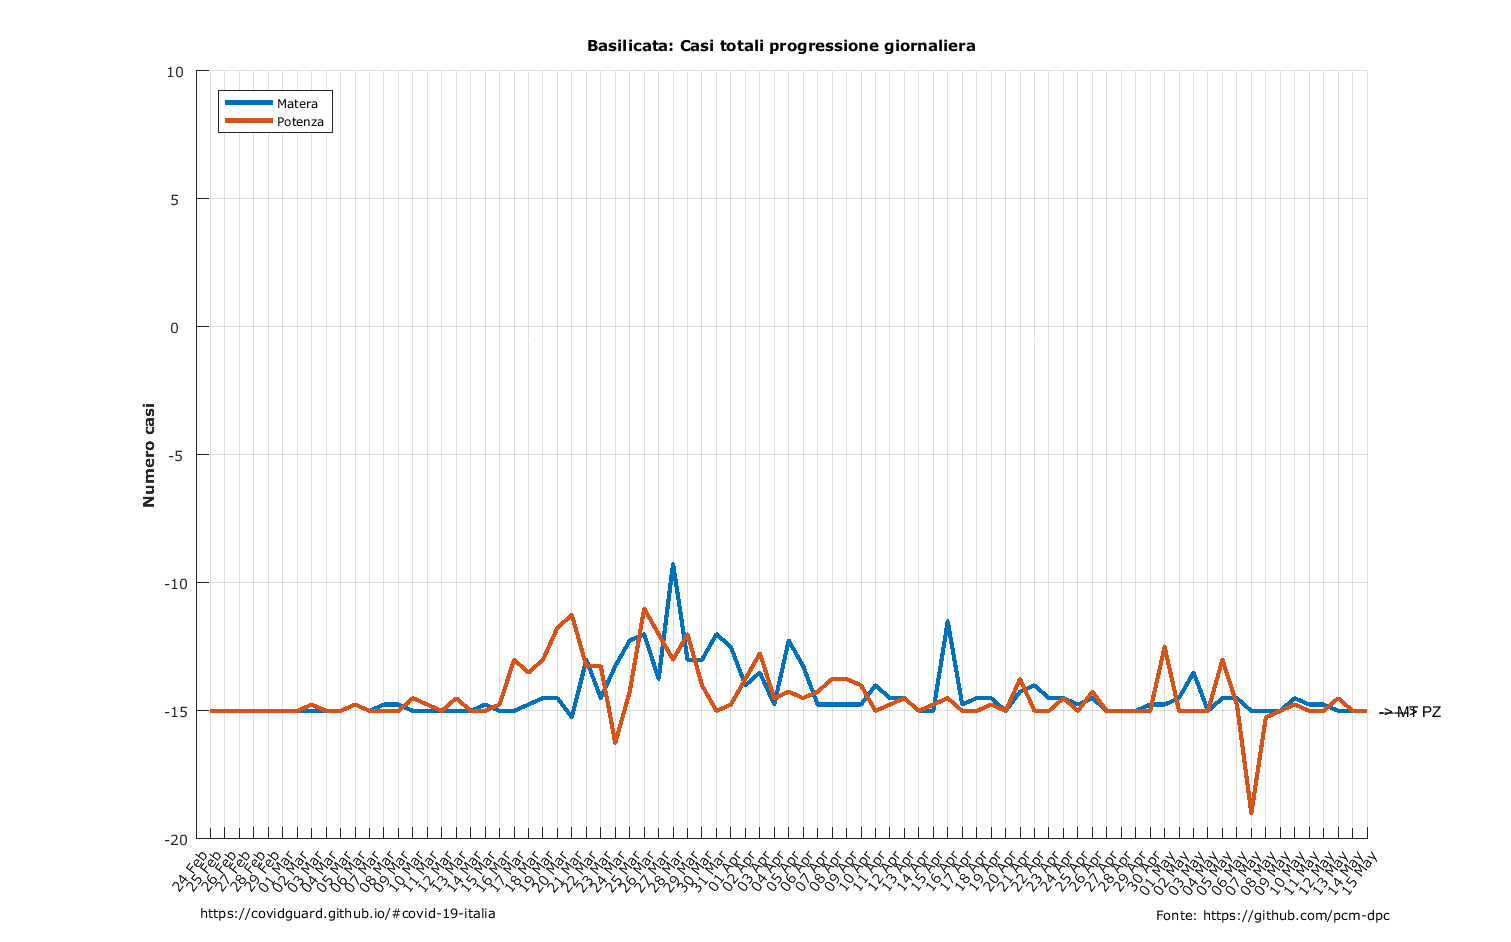 Basilicata: Casi totali progressione giornaliera
10
5
0
-5
-10
-15
-20
Numero casi
Matera
Potenza
PZ
24 Feb
25 Feb
26 Feb
27 Feb
28 Feb
29 Feb
01 Mar
02 Mar
03 Mar
04 Mar
05 Mar
06 Mar
07 Mar
08 Mar
09 Mar
10 Mar
11 Mar
12 Mar
13 Mar
14 Mar
15 Mar
16 Mar
17 Mar
18 Mar
19 Mar
20 Mar
21 Mar
22 Mar
23 Mar
24 Mar
25 Mar
26 Mar
27 Mar
28 Mar
29 Mar
30 Mar
31 Mar
01 Apr
02 Apr
03 Apr
04 Apr
05 Apr
06 Apr
07 Apr
08 Apr
09 Apr
10 Apr
11 Apr
12 Apr
13 Apr
14 Apr
15 Apr
16 Apr
17 Apr
18 Apr
19 Apr
20 Apr
21 Apr
22 Apr
23 Apr
24 Apr
25 Apr
26 Apr
27 Apr
28 Apr
29 Apr
30 Apr
01 May
02 May
03 May
04 May
05 May
06 May
07 May
08 May
09 May
10 May
11 May
12 May
13 May
14 May
15 May
https://covidguard.github.io/#covid-19-italia
Fonte: https://github.com/pcm-dpc